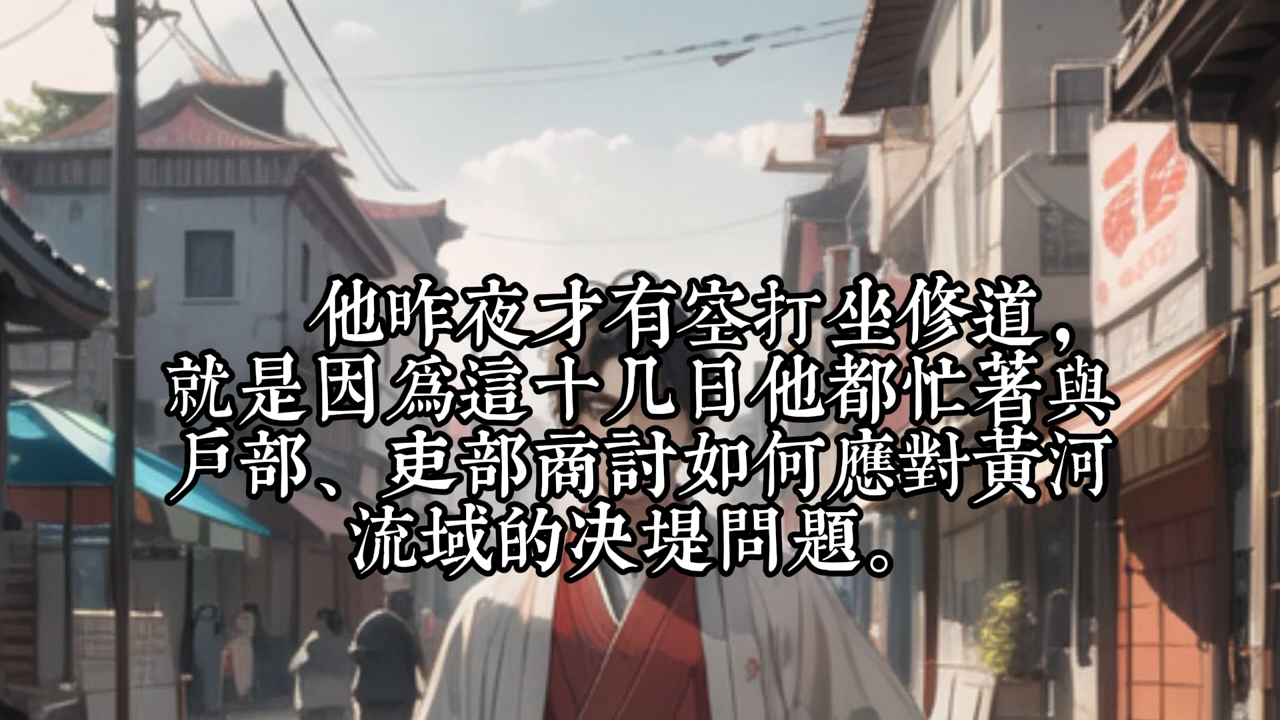 他昨夜才有空打坐修道，
就是因爲這十几日他都忙著與
戶部、吏部商討如何應對黃河
流域的决堤問題。